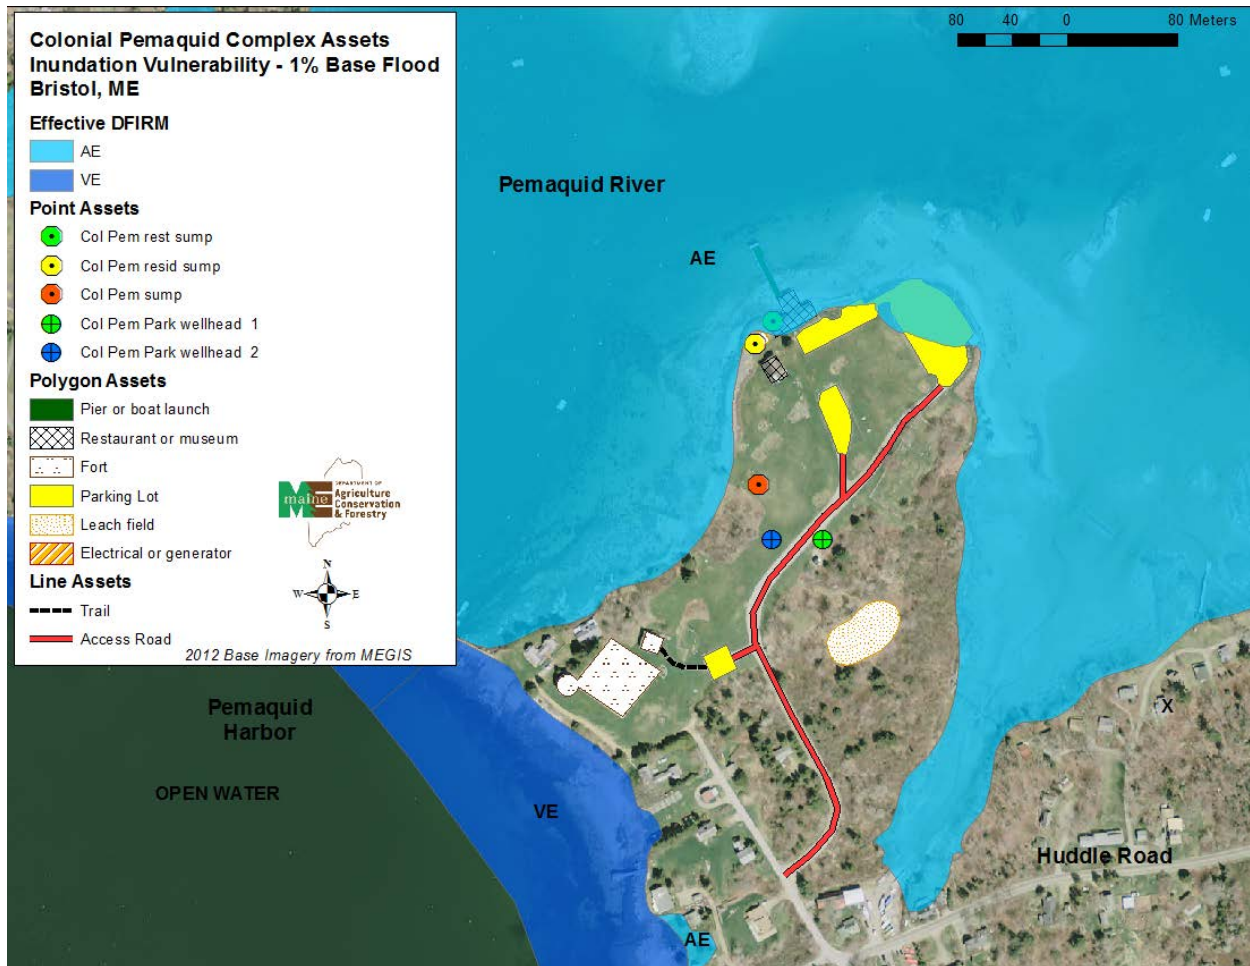 Colonial Pemaquid Complex Assets
Inundation Vulnerability - 1% Base Flood
Bristol, ME
Effective DFIRM
AE
VE
Point Assets
Col Pem rest sump
Col Pem resid sump
Col Pem sump
Col Pem Park wellhead 1
Col Pem Park wellhead 2
Polygon Assets
Pier or boat launch
Restaurant or museum
Fort
Parking Lot
Leach field
Electrical or generator
Line Assets
Trail
Access Road
2012 Base Imagery from MEGIS
maine
DEPARTMENT OF
Agriculture
Conservation
& Forestry
N
W E
S
80 40 0 80 Meters
Pemaquid River
AE
Pemaquid
Harbor
OPEN WATER
VE
AE
X
Huddle Road